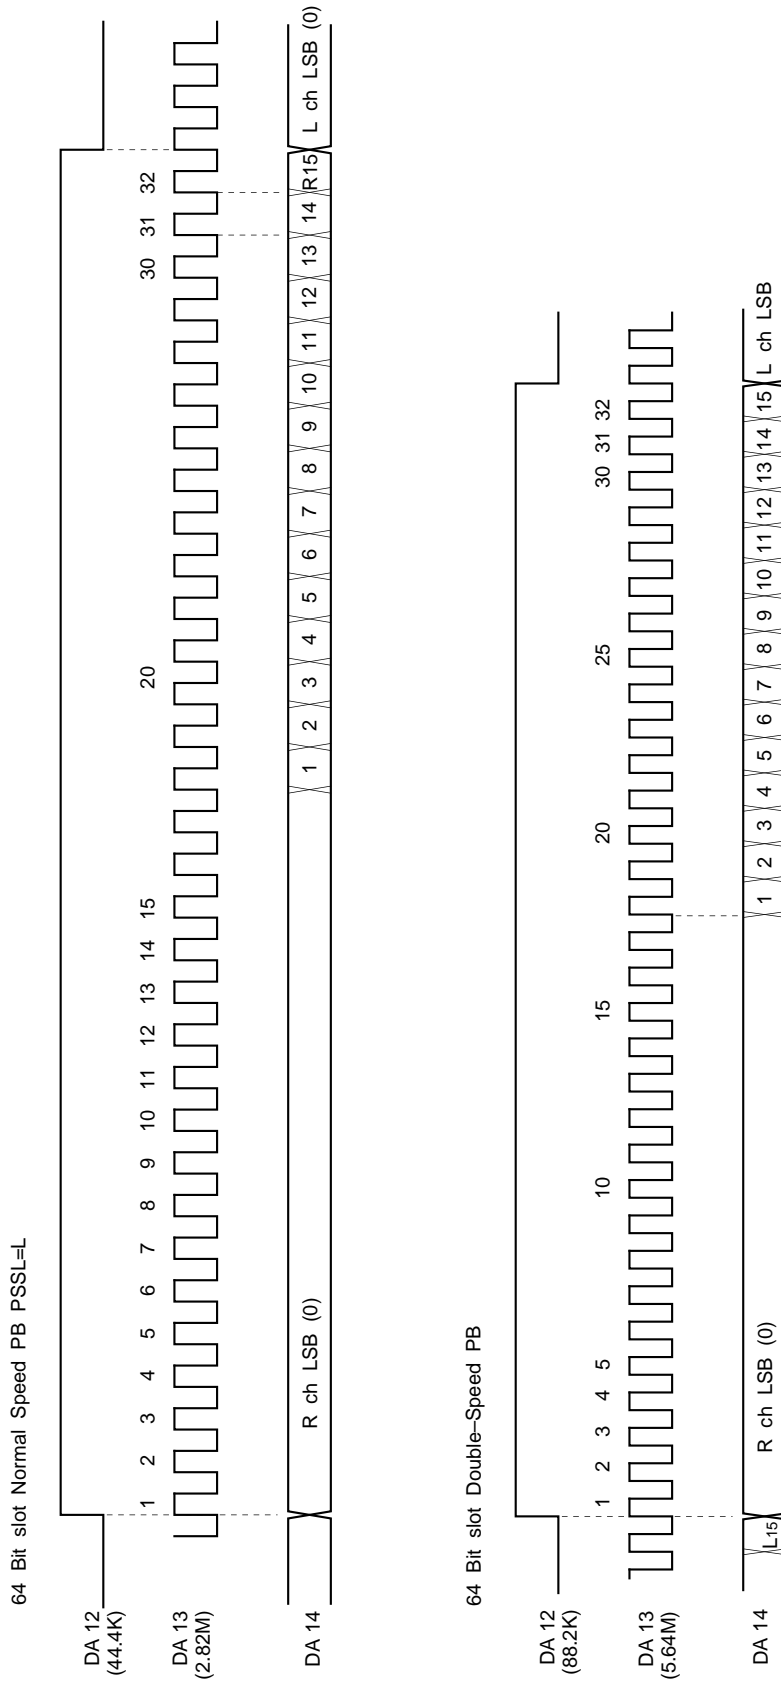 64 Bit slot Normal Speed PB PSSL=L
DA 12
(44.4K)
1 2 3 4 5 6 7 8 9 10 11 12 13 14 15 20 30 31 32
DA 13
(2.82M)
DA 14
R ch LSB (0) 1 2 3 4 5 6 7 8 9 10 11 12 13 14 R15 L ch LSB (0)
64 Bit slot Double–Speed PB
DA 12
(88.2K)
1 2 3 4 5 10 15 20 25 30 31 32
DA 13
(5.64M)
DA 14
L15 R ch LSB (0) 1 2 3 4 5 6 7 8 9 10 11 12 13 14 15 L ch LSB